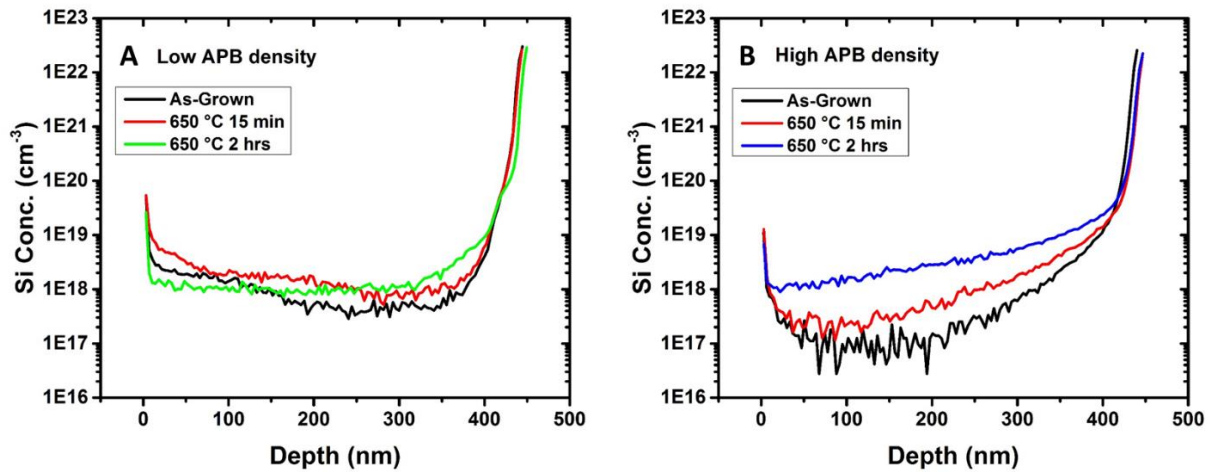 A Low APB density
As-Grown
650 °C 15 min
650 °C 2 hrs
Si Conc. (cm-3)
1E23
1E22
1E21
1E20
1E19
1E18
1E17
1E16
0 100 200 300 400 500
Depth (nm)
B High APB density
As-Grown
650 °C 15 min
650 °C 2 hrs
Si Conc. (cm-3)
1E23
1E22
1E21
1E20
1E19
1E18
1E17
1E16
0 100 200 300 400 500
Depth (nm)